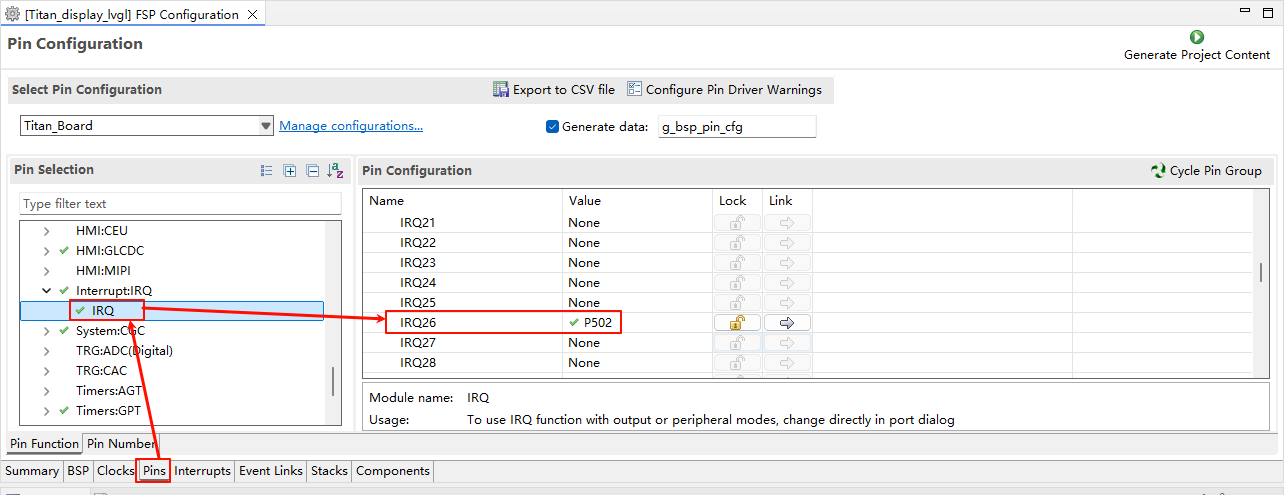 [Titan_display_lvgl] FSP Configuration
Pin Configuration
Generate Project Content
Select Pin Configuration
Export to CSV file
Configure Pin Driver Warnings
Titan_Board
Manage configurations...
Generate data:
g_bsp_pin_cfg
Pin Selection
Type filter text
HMI:CEU
HMI:GLCDC
HMI:MIPI
Interrupt:IRQ
IRQ
System:CGC
TRG:ADC(Digital)
TRG:CAC
Timers:AGT
Timers:GPT
Pin Configuration
Cycle Pin Group
Name Value Lock Link
IRQ21 None
IRQ22 None
IRQ23 None
IRQ24 None
IRQ25 None
IRQ26 P502
IRQ27 None
IRQ28 None
Module name: IRQ
Usage: To use IRQ function with output or peripheral modes, change directly in port dialog
Pin Function Pin Number
Summary BSP Clocks Pins Interrupts Event Links Stacks Components